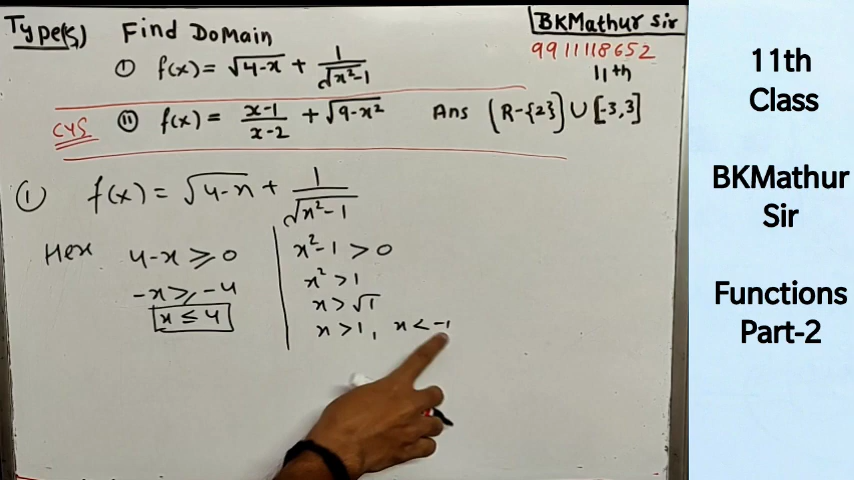 Type(5) Find Domain
BKMathur Sir
9911118652
11th
① f(x) = √4-x + 1/√x²-1
CYS ⑪ f(x) = x-1/x-2 + √9-x² Ans (R-{2}] ∪ [-3,3]
① f(x) = √4-x + 1/√x²-1
Here 4-x ⩾ 0
-x ⩾ -4
x ≤ 4
x²-1 > 0
x² > 1
x > √1
x > 1, x < -1
11th
Class
BKMathur
Sir
Functions
Part-2